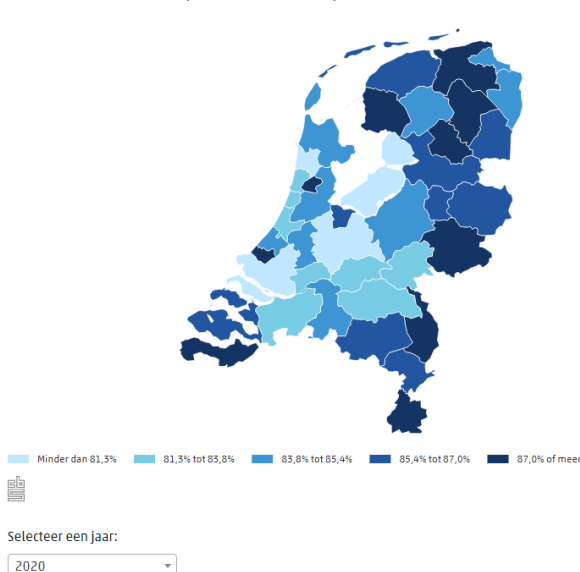 Minder dan 81,3% 81,3% tot 83,8% 83,8% tot 85,4% 85,4% tot 87,0% 87,0% of meer
Selecteer een jaar:
2020